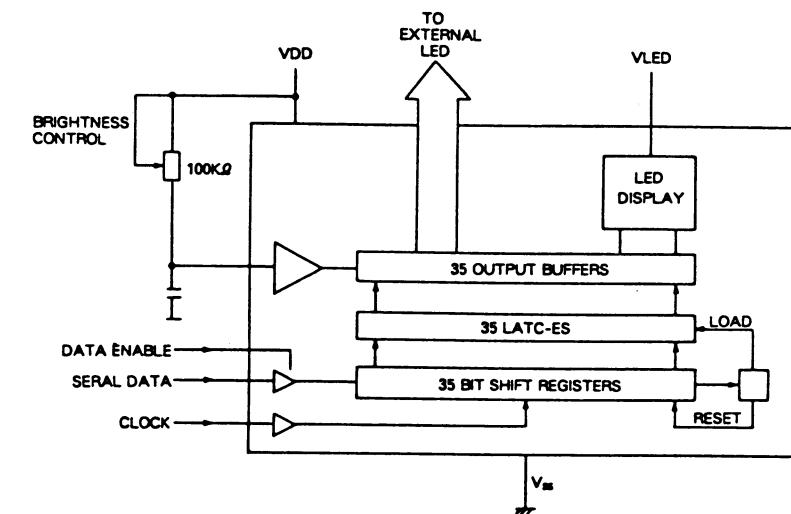 TO
EXTERNAL
LED
VDD
VLED
BRIGHTNESS
CONTROL
100KΩ
LED
DISPLAY
35 OUTPUT BUFFERS
35 LATC-ES
LOAD
DATA ENABLE
SERAL DATA
35 BIT SHIFT REGISTERS
CLOCK
RESET
Vss